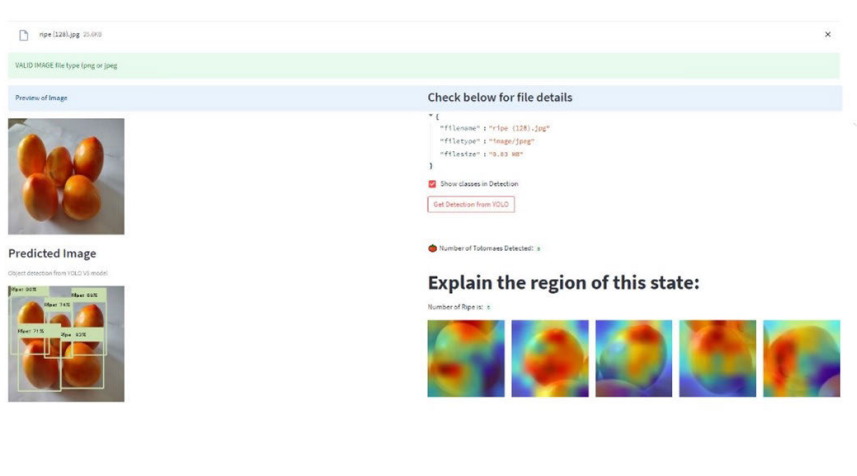 ripe (128).jpg
VALID IMAGE file type (png or jpeg
Preview of Image
Check below for file details
{
"filename" : "ripe (128).jpg"
"filetype" : "image/jpeg"
"filesize" : "0.03 MB"
}
Show classes in Detection
Get Detection from YOLO
Number of Totomaes Detected:
Predicted Image
Object detection from YOLO V5 model
Ripe: 71%
Explain the region of this state:
Number of Ripe is: